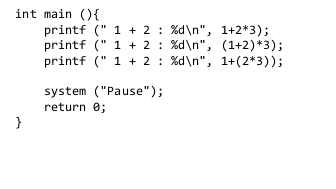 int main (){
    printf (" 1 + 2 : %d\n", 1+2*3);
    printf (" 1 + 2 : %d\n", (1+2)*3);
    printf (" 1 + 2 : %d\n", 1+(2*3));

    system ("Pause");
    return 0;
}